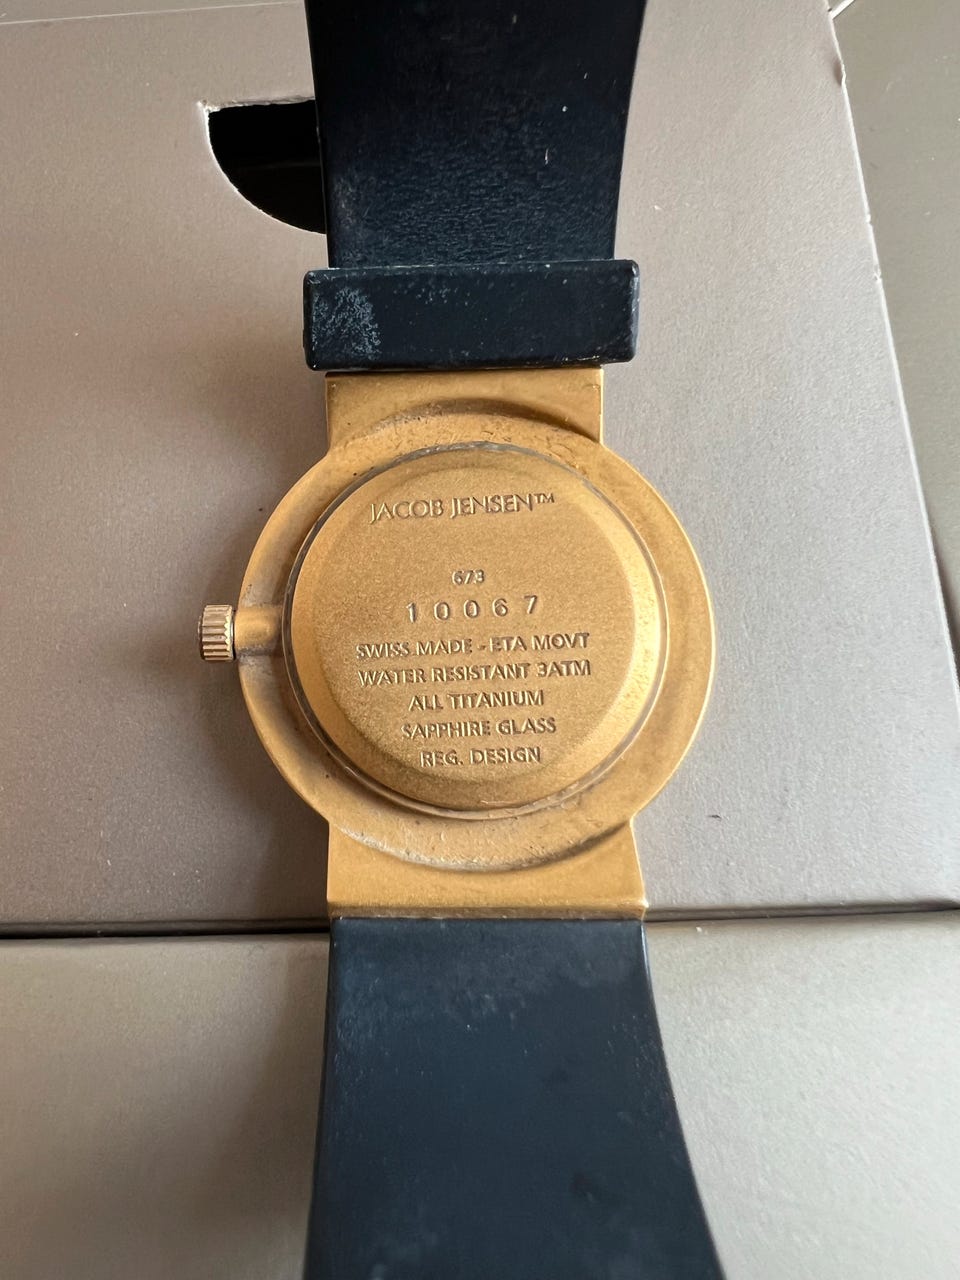 JACOB JENSEN™
673
10067
SWISS MADE - ETA MOVT
WATER RESISTANT 3ATM
ALL TITANIUM
SAPPHIRE GLASS
REG. DESIGN